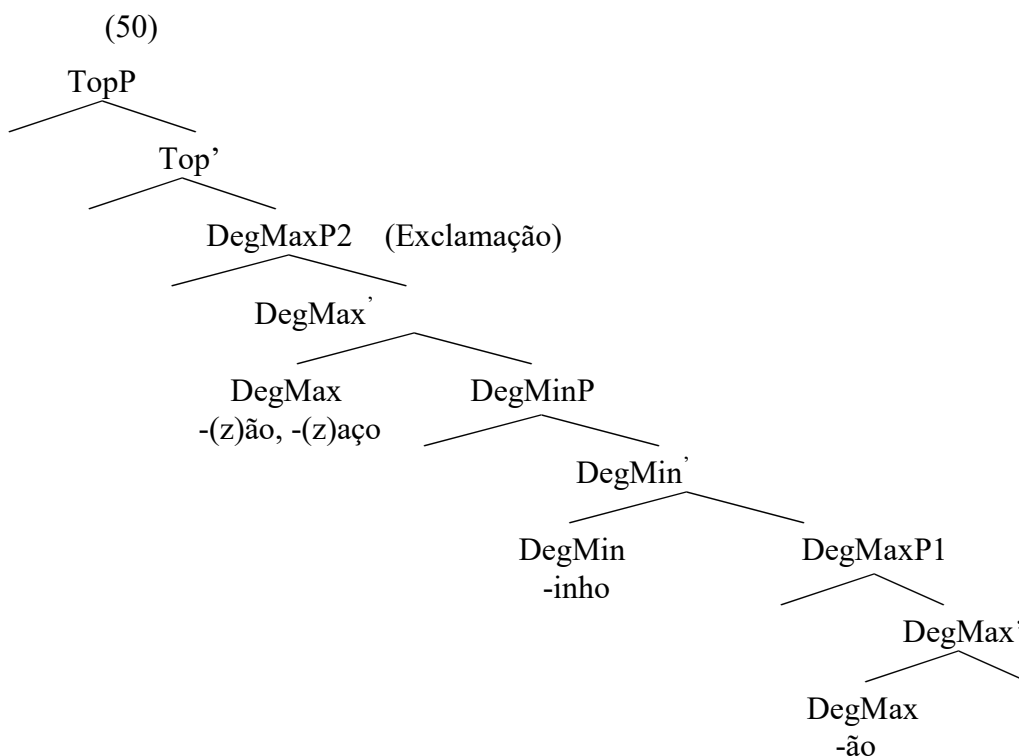 (50)
TopP
Top’
DegMaxP2 (Exclamação)
DegMax’
DegMax DegMinP
-(z)ão, -(z)aço
DegMin’
DegMin DegMaxP1
-inho
DegMax’
DegMax
-ão